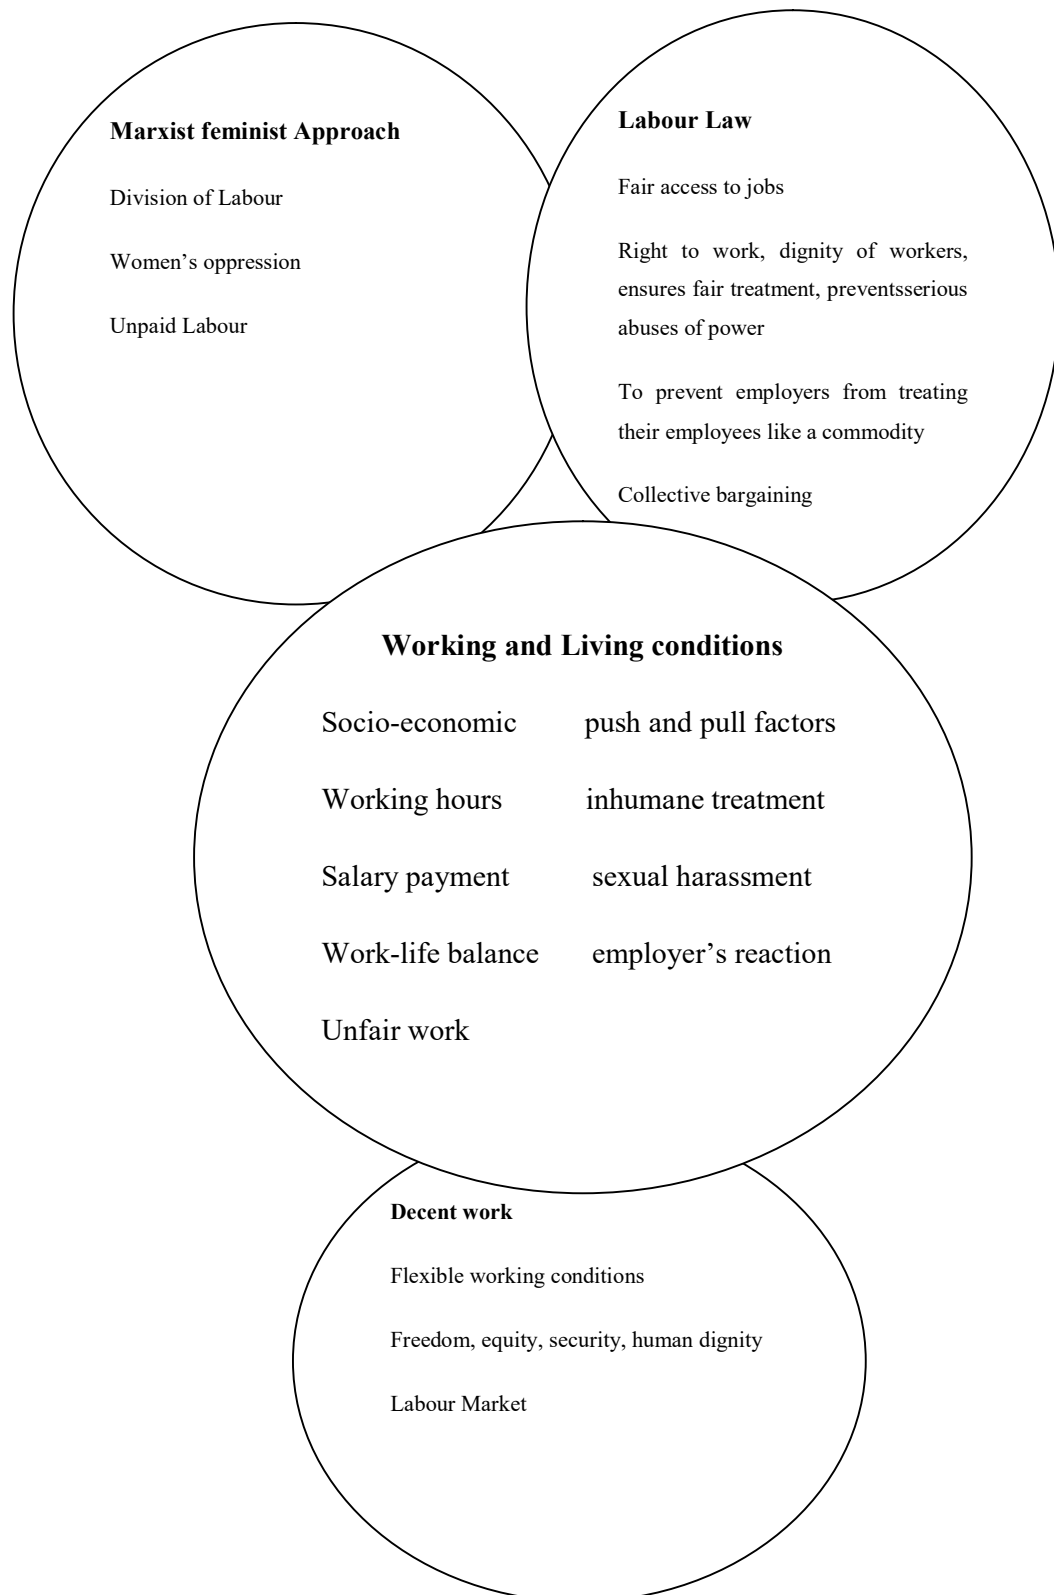 Marxist feminist Approach
Division of Labour
Women’s oppression
Unpaid Labour
Labour Law
Fair access to jobs
Right to work, dignity of workers,
ensures fair treatment, preventsserious
abuses of power
To prevent employers from treating
their employees like a commodity
Collective bargaining
Working and Living conditions
Socio-economic push and pull factors
Working hours inhumane treatment
Salary payment sexual harassment
Work-life balance employer’s reaction
Unfair work
Decent work
Flexible working conditions
Freedom, equity, security, human dignity
Labour Market